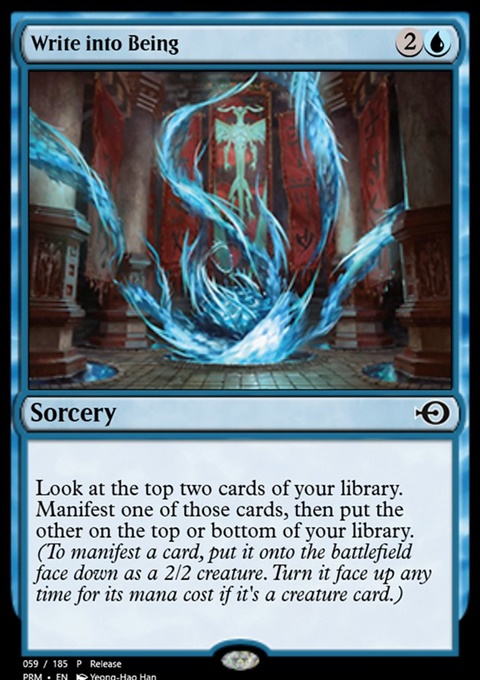 Write into Being 2
Sorcery
Look at the top two cards of your library.
Manifest one of those cards, then put the
other on the top or bottom of your library.
(To manifest a card, put it onto the battlefield
face down as a 2/2 creature. Turn it face up any
time for its mana cost if it's a creature card.)
059 / 185 P Release
PRM • EN Yeong-Hao Han